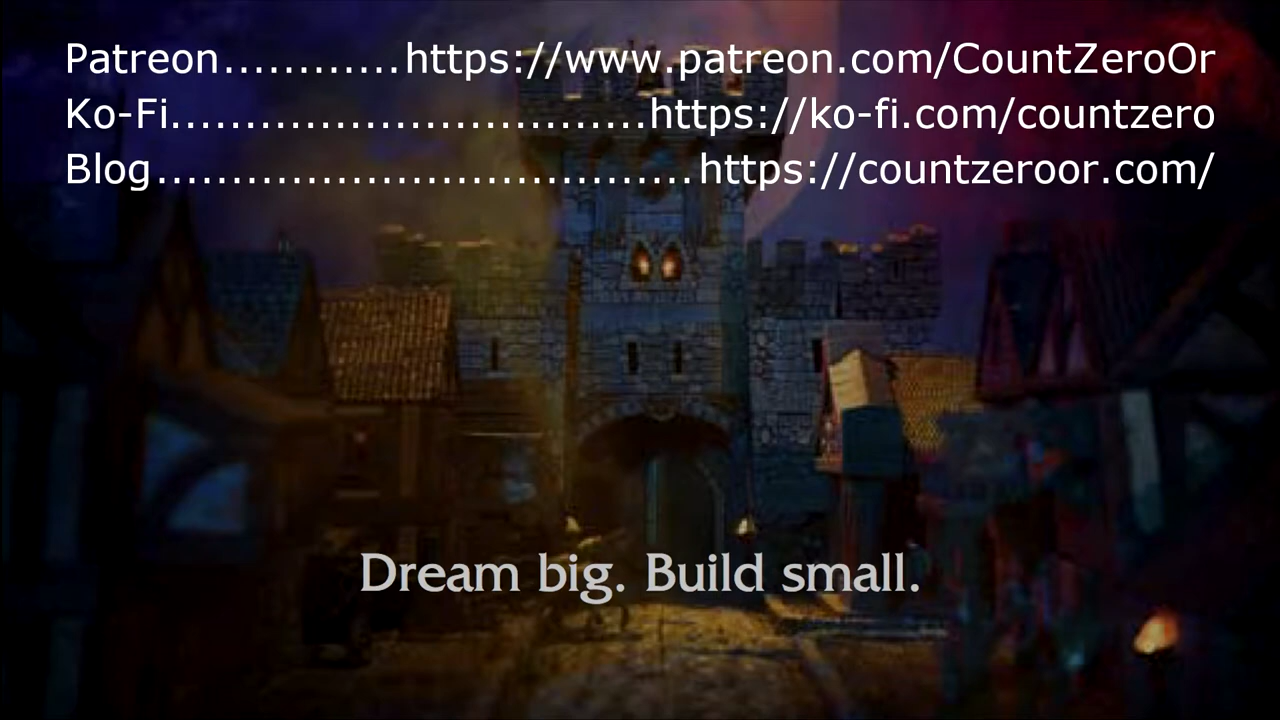 Patreon............https://www.patreon.com/CountZeroOr
Ko-Fi................................https://ko-fi.com/countzero
Blog....................................https://countzeroor.com/
Dream big. Build small.